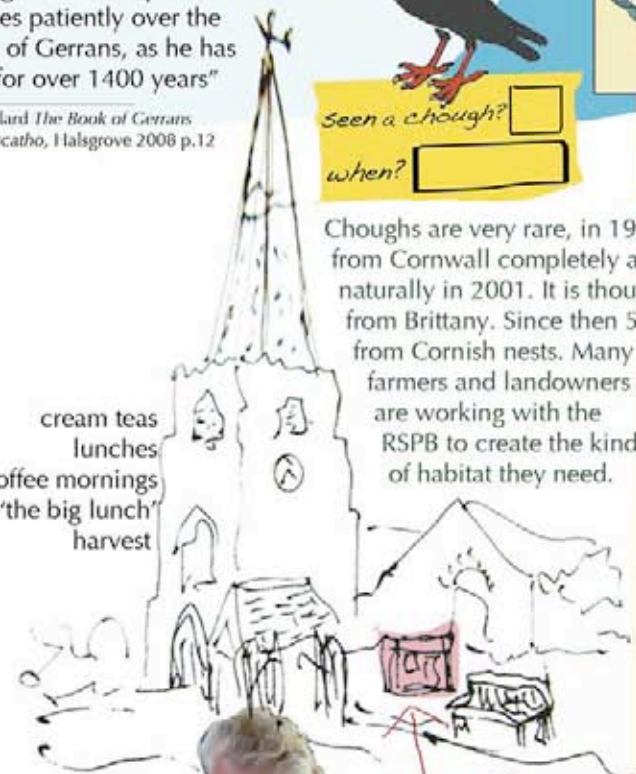 es patiently over the
of Gerrans, as he has
for over 1400 years"
lard The Book of Gerrans
catho, Halsgrove 2008 p.12
seen a chough?
when?
Choughs are very rare, in 19
from Cornwall completely a
naturally in 2001. It is thou
from Brittany. Since then 5
from Cornish nests. Many
farmers and landowners
are working with the
RSPB to create the kind
of habitat they need.
cream teas
lunches
offee mornings
"the big lunch"
harvest